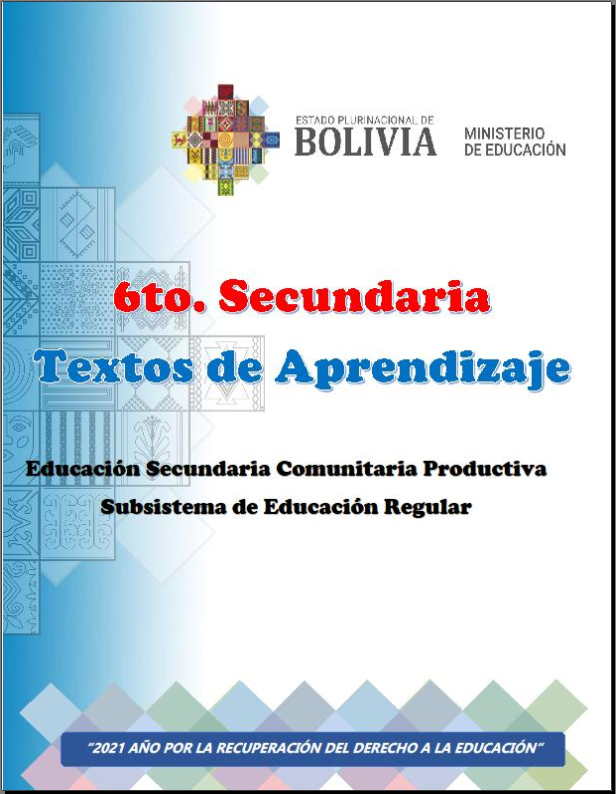 ESTADO PLURINACIONAL DE
BOLIVIA
MINISTERIO
DE EDUCACIÓN
6to. Secundaria
Textos de Aprendizaje
Educación Secundaria Comunitaria Productiva
Subsistema de Educación Regular
“2021 AÑO POR LA RECUPERACIÓN DEL DERECHO A LA EDUCACIÓN”